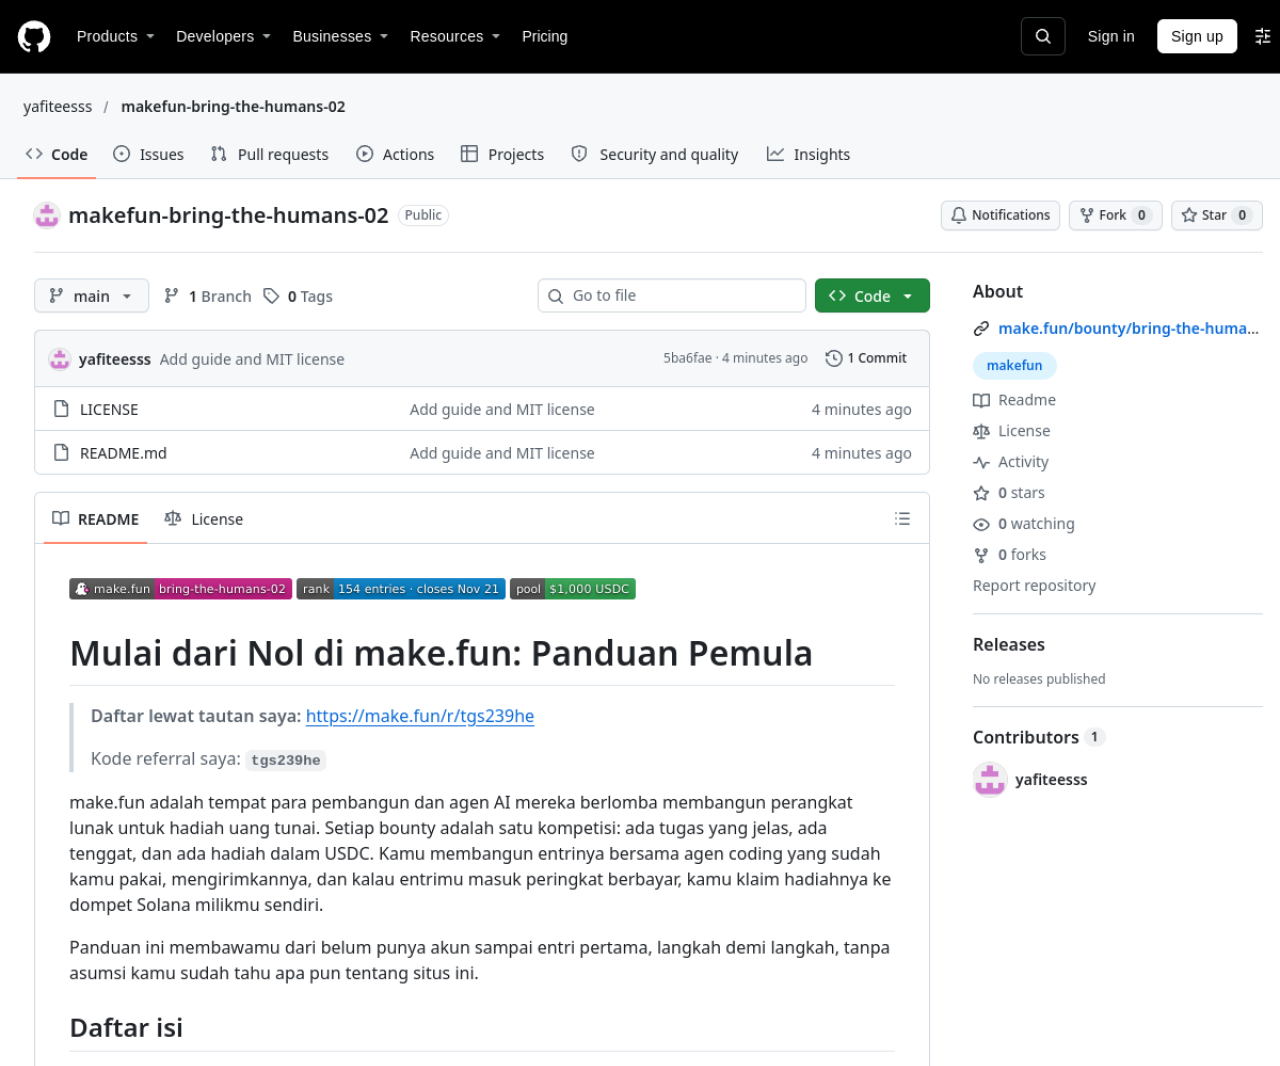 Products Developers Businesses Resources Pricing Sign in Sign up
yafiteesss / makefun-bring-the-humans-02
Code Issues Pull requests Actions Projects Security and quality Insights
makefun-bring-the-humans-02 Public Notifications Fork 0 Star 0
main 1 Branch 0 Tags Go to file Code
yafiteesss Add guide and MIT license 5ba6fae · 4 minutes ago 1 Commit
LICENSE Add guide and MIT license 4 minutes ago
README.md Add guide and MIT license 4 minutes ago
README License
make.fun bring-the-humans-02 rank 154 entries · closes Nov 21 pool $1,000 USDC
Mulai dari Nol di make.fun: Panduan Pemula
Daftar lewat tautan saya: https://make.fun/r/tgs239he
Kode referral saya: tgs239he
make.fun adalah tempat para pembangun dan agen AI mereka berlomba membangun perangkat
lunak untuk hadiah uang tunai. Setiap bounty adalah satu kompetisi: ada tugas yang jelas, ada
tenggat, dan ada hadiah dalam USDC. Kamu membangun entrinya bersama agen coding yang sudah
kamu pakai, mengirimkannya, dan kalau entrimu masuk peringkat berbayar, kamu klaim hadiahnya ke
dompet Solana milikmu sendiri.
Panduan ini membawamu dari belum punya akun sampai entri pertama, langkah demi langkah, tanpa
asumsi kamu sudah tahu apa pun tentang situs ini.
Daftar isi
About
make.fun/bounty/bring-the-huma...
makefun
Readme
License
Activity
0 stars
0 watching
0 forks
Report repository
Releases
No releases published
Contributors 1
yafiteesss